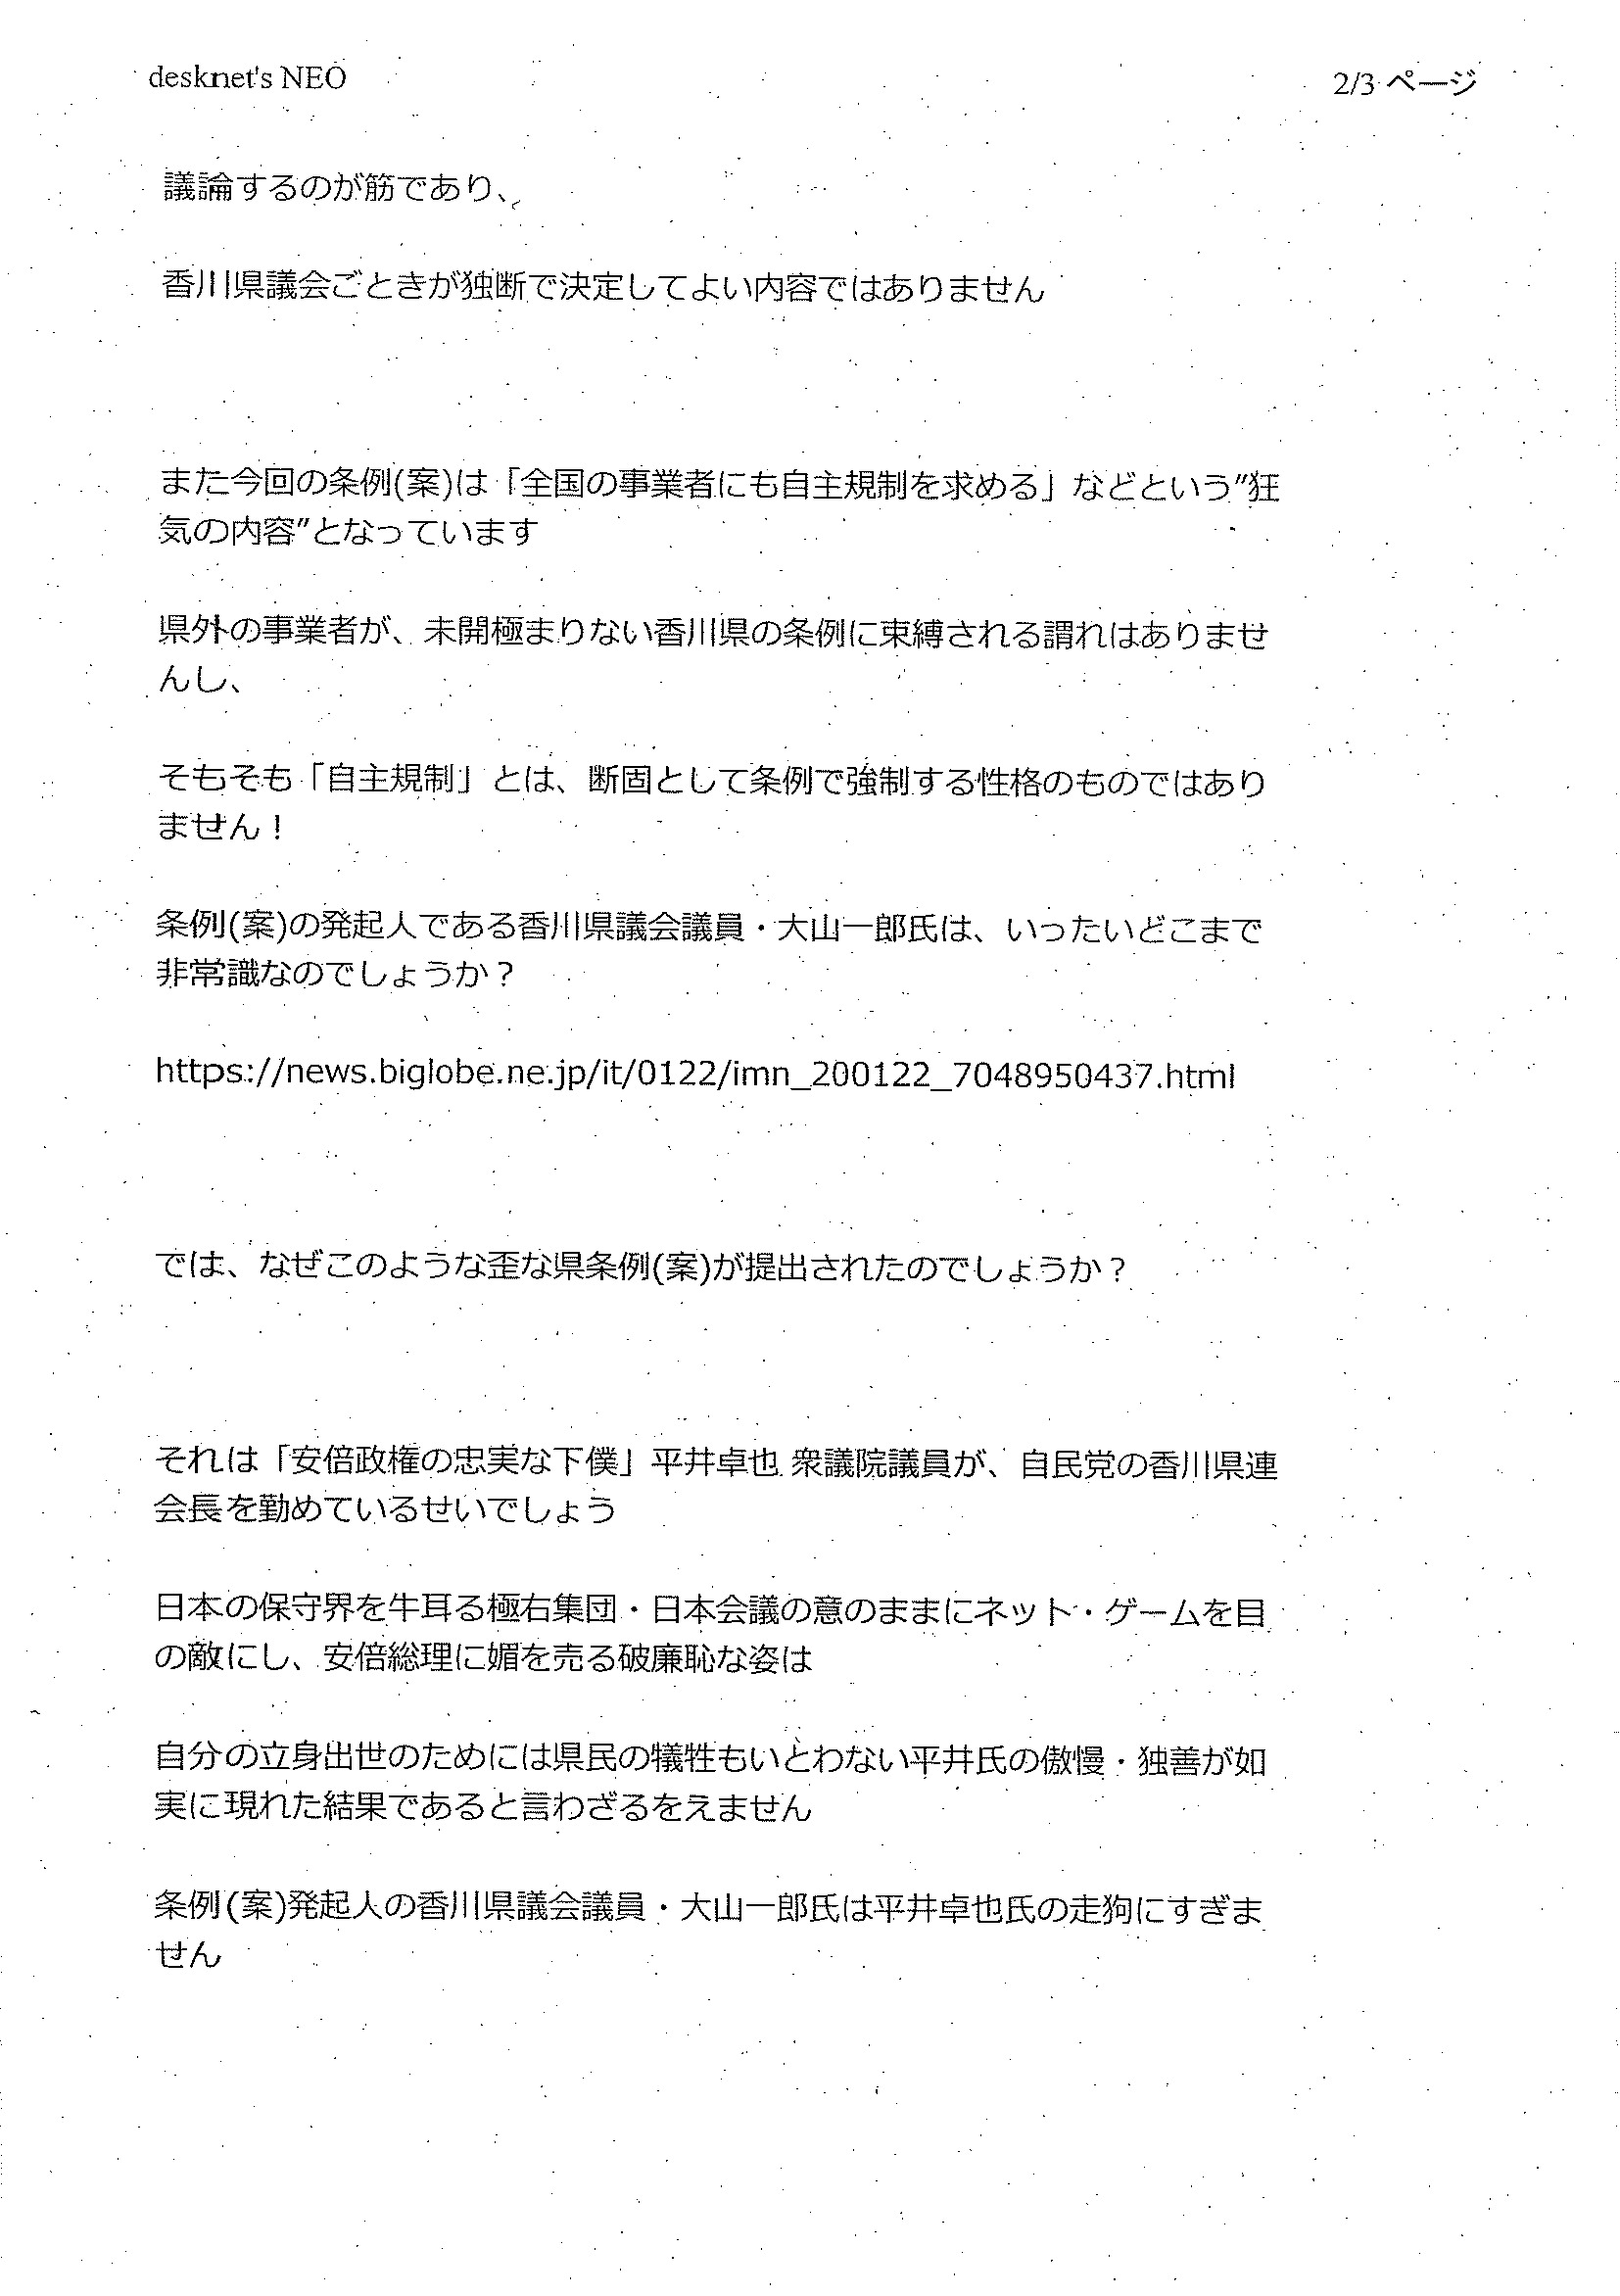 desknet's NEO
2/3 ページ
議論するのが筋であり、
香川県議会ごときが独断で決定してよい内容ではありません
また今回の条例(案)は「全国の事業者にも自主規制を求める」などという”狂
気の内容”となっています
県外の事業者が、未開極まりない香川県の条例に束縛される謂れはありませ
んし、
そもそも「自主規制」とは、断固として条例で強制する性格のものではあり
ません！
条例(案)の発起人である香川県議会議員・大山一郎氏は、いったいどこまで
非常識なのでしょうか？
https://news.biglobe.ne.jp/it/0122/imn_200122_7048950437.html
では、なぜこのような歪な県条例(案)が提出されたのでしょうか？
それは「安倍政権の忠実な下僕」平井卓也 衆議院議員が、自民党の香川県連
会長を勤めているせいでしょう
日本の保守界を牛耳る極右集団・日本会議の意のままにネット・ゲームを目
の敵にし、安倍総理に媚を売る破廉恥な姿は
自分の立身出世のためには県民の犠牲もいとわない平井氏の傲慢・独善が如
実に現れた結果であると言わざるをえません
条例(案)発起人の香川県議会議員・大山一郎氏は平井卓也氏の走狗にすぎま
せん